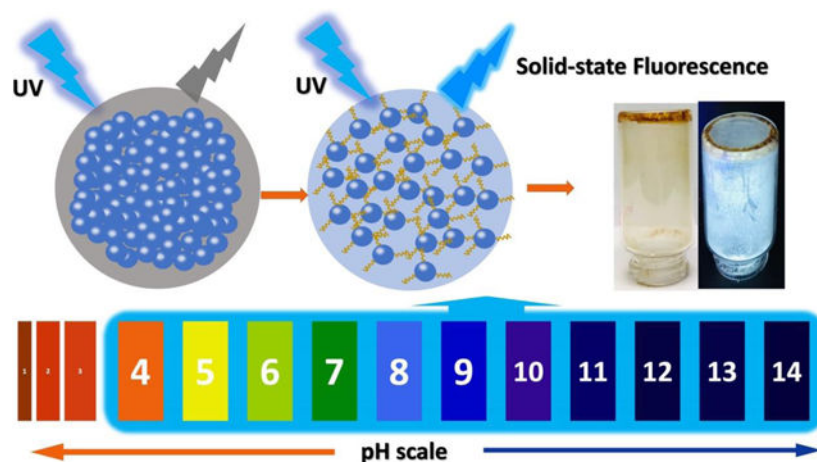 UV
UV
Solid-state Fluorescence
1 2 3 4 5 6 7 8 9 10 11 12 13 14
pH scale